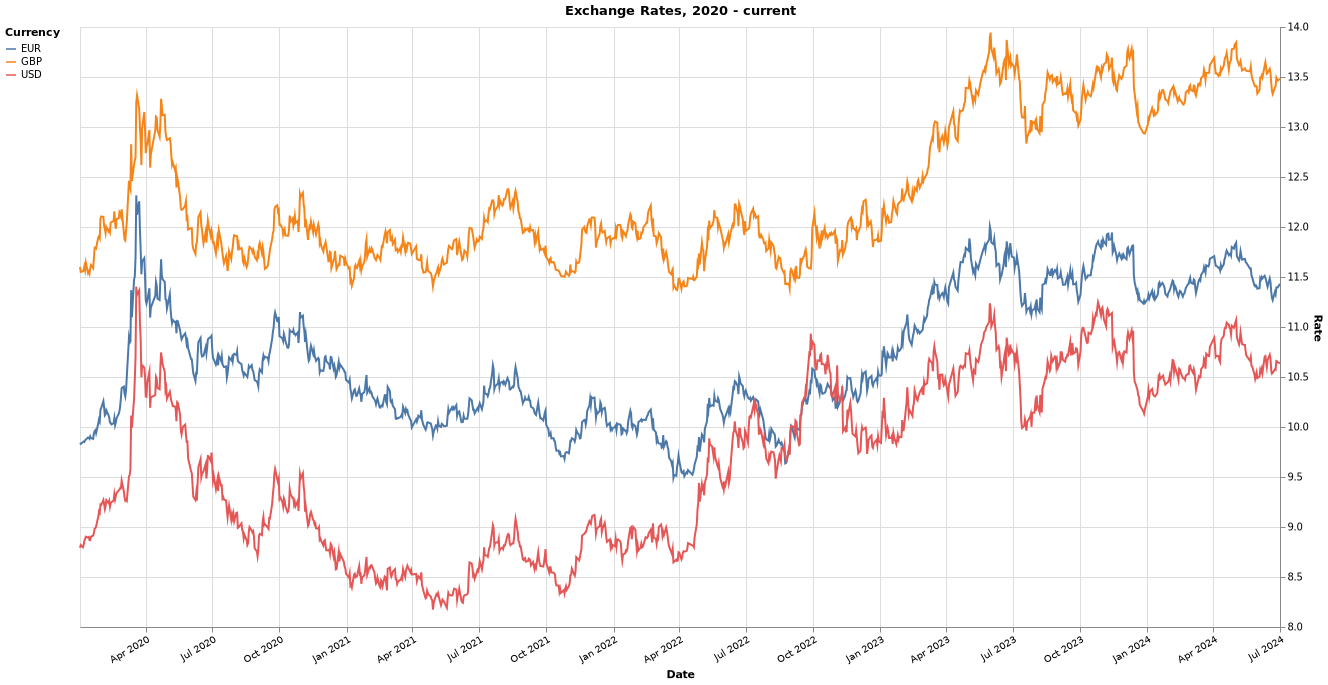 Exchange Rates, 2020 - current
Currency
EUR
GBP
USD
14.0
13.5
13.0
12.5
12.0
11.5
11.0
10.5
10.0
9.5
9.0
8.5
8.0
Rate
Apr 2020
Jul 2020
Oct 2020
Jan 2021
Apr 2021
Jul 2021
Oct 2021
Jan 2022
Apr 2022
Jul 2022
Oct 2022
Jan 2023
Apr 2023
Jul 2023
Oct 2023
Jan 2024
Apr 2024
Jul 2024
Date